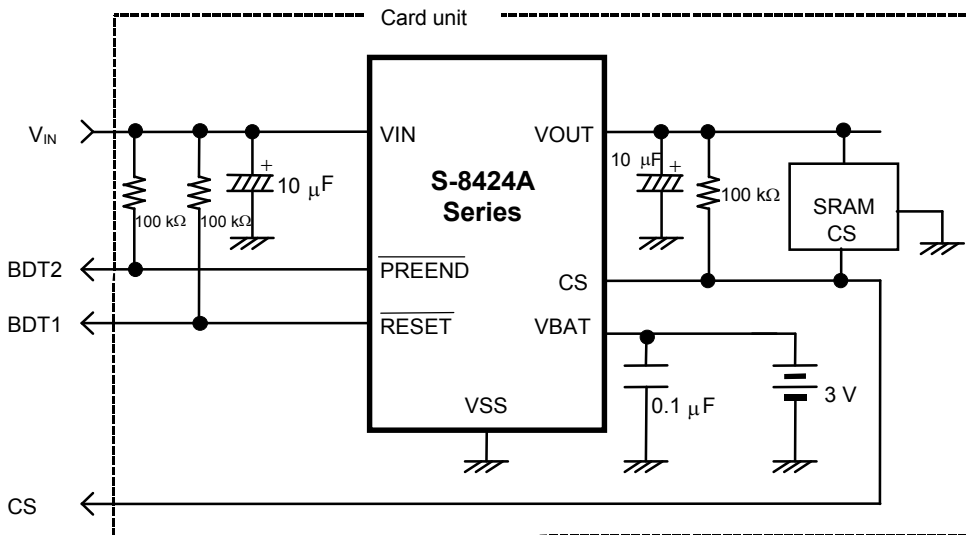 Card unit
V_IN
VIN
VOUT
S-8424A
Series
10 μF
+
100 kΩ
100 kΩ
10 μF
+
100 kΩ
SRAM
CS
BDT2
PREEND
CS
BDT1
RESET
VBAT
VSS
0.1 μF
3 V
CS